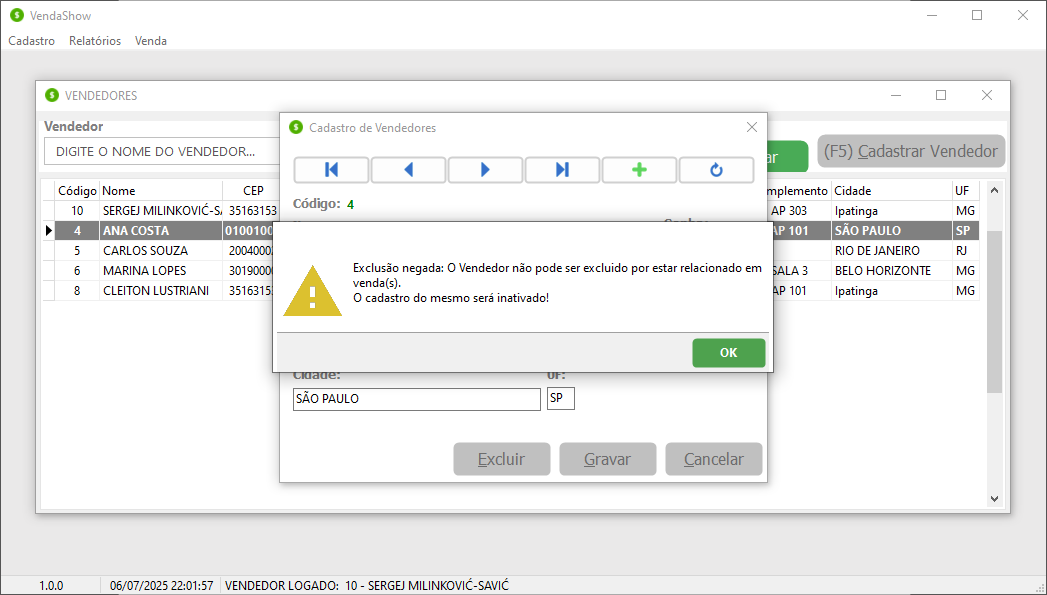 VendaShow
Cadastro Relatórios Venda
VENDEDORES
Vendedor
DIGITE O NOME DO VENDEDOR...
ar
(F5) Cadastrar Vendedor
Cadastro de Vendedores
Código: 4
Código Nome CEP mplemento Cidade UF
10 SERGEJ MILINKOVIĆ-SA 35163153 AP 303 Ipatinga MG
4 ANA COSTA 0100100 AP 101 SÃO PAULO SP
5 CARLOS SOUZA 2004000 RIO DE JANEIRO RJ
6 MARINA LOPES 3019000 SALA 3 BELO HORIZONTE MG
8 CLEITON LUSTRIANI 3516315 AP 101 Ipatinga MG
Exclusão negada: O Vendedor não pode ser excluido por estar relacionado em
venda(s).
O cadastro do mesmo será inativado!
OK
Cidade: UF:
SÃO PAULO SP
Excluir Gravar Cancelar
1.0.0 06/07/2025 22:01:57 VENDEDOR LOGADO: 10 - SERGEJ MILINKOVIĆ-SAVIĆ